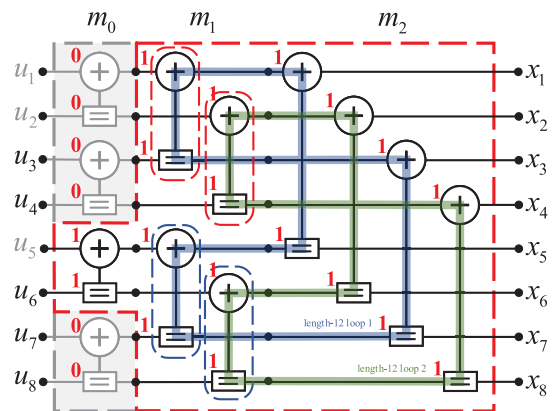 m₀ m₁ m₂
0 1 1
u₁ x₁
0 1 1
u₂ x₂
0 1 1
u₃ x₃
0 1 1
u₄ x₄
1 1 1
u₅ x₅
1 1 1
u₆ x₆
0 1 length-12 loop 1 1
u₇ x₇
0 1 length-12 loop 2 1
u₈ x₈